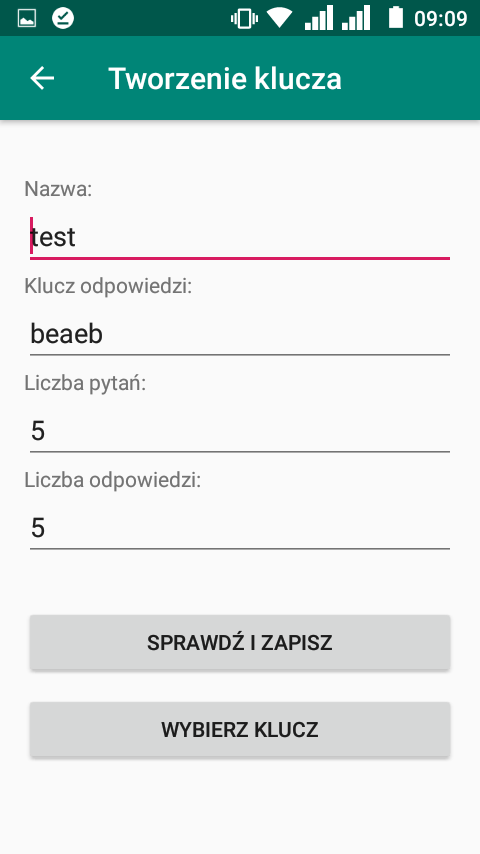 09:09
Tworzenie klucza
Nazwa:
test
Klucz odpowiedzi:
beaeb
Liczba pytań:
5
Liczba odpowiedzi:
5
SPRAWDŹ I ZAPISZ
WYBIERZ KLUCZ